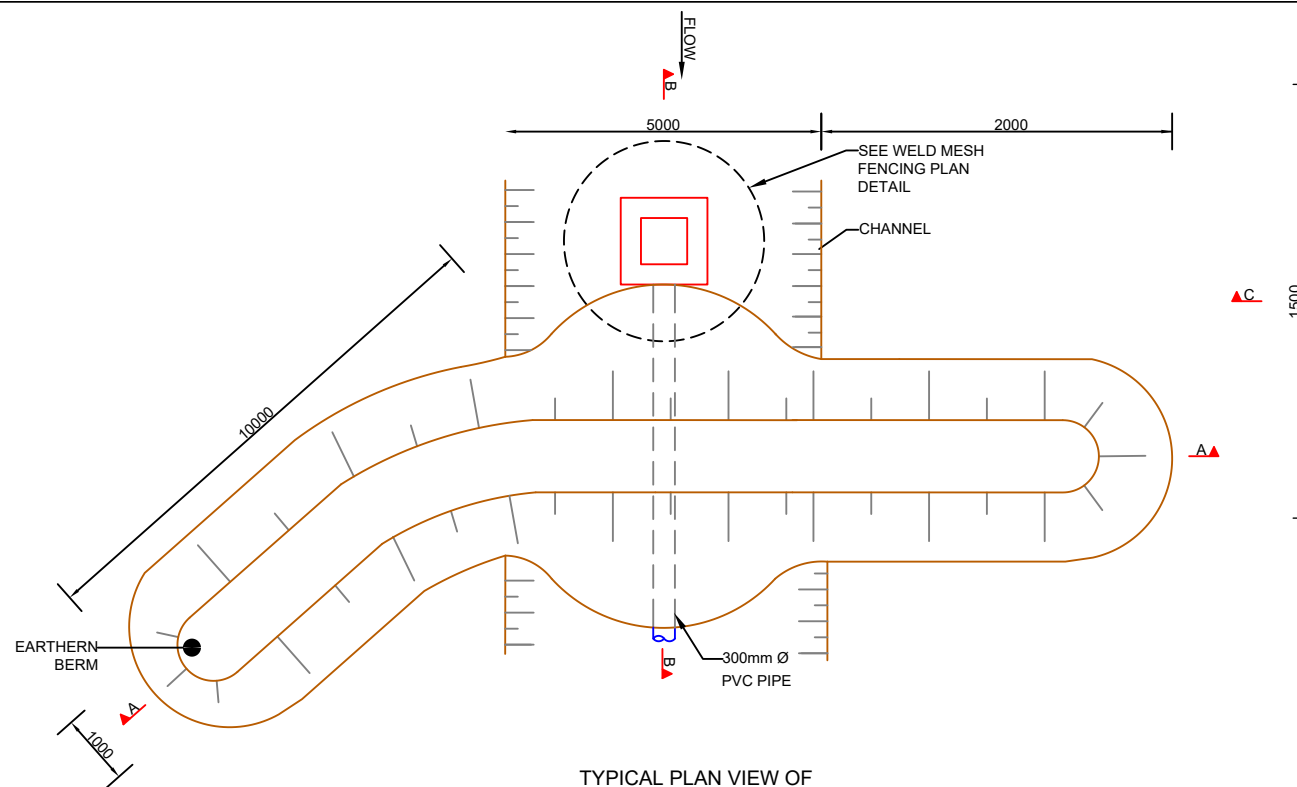 FLOW
B
5000
2000
SEE WELD MESH
FENCING PLAN
DETAIL
CHANNEL
C
1500
10000
A
EARTHERN
BERM
B
300mm Ø
PVC PIPE
A
1000
TYPICAL PLAN VIEW OF